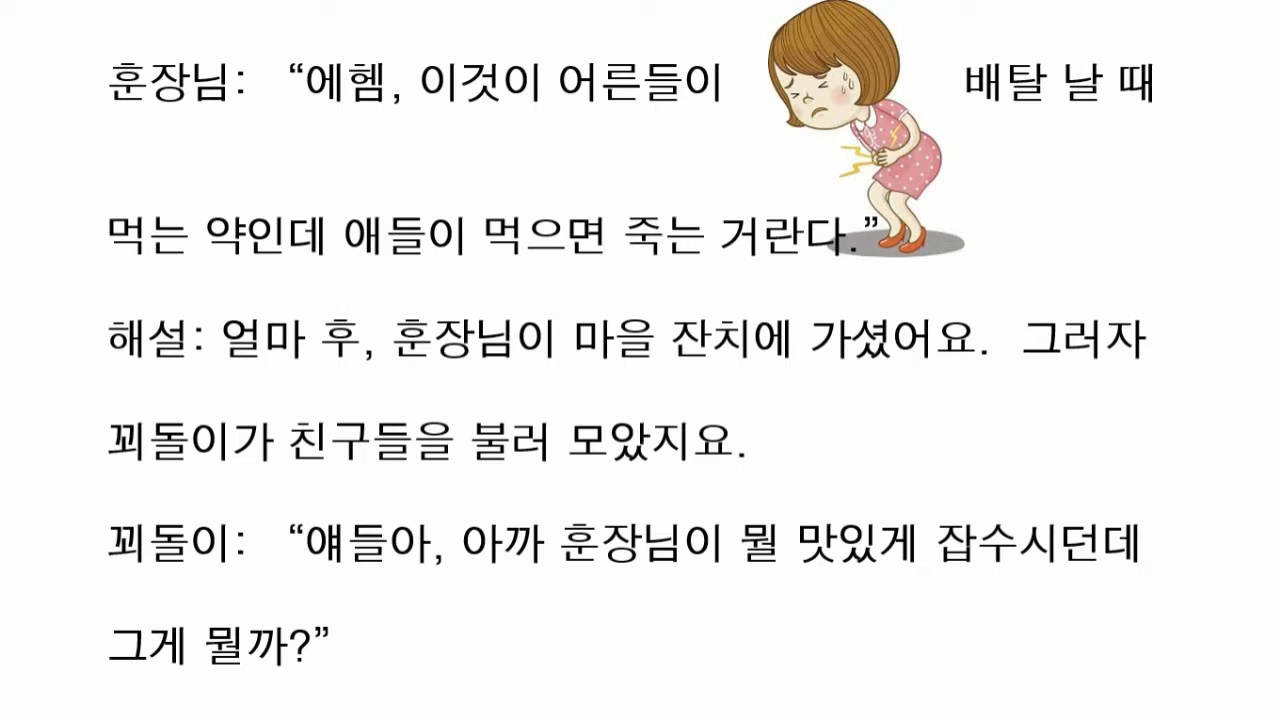 훈장님: “에헴, 이것이 어른들이 배탈 날 때
먹는 약인데 애들이 먹으면 죽는 거란다.”
해설: 얼마 후, 훈장님이 마을 잔치에 가셨어요. 그러자
꾀돌이가 친구들을 불러 모았지요.
꾀돌이: “얘들아, 아까 훈장님이 뭘 맛있게 잡수시던데
그게 뭘까?”